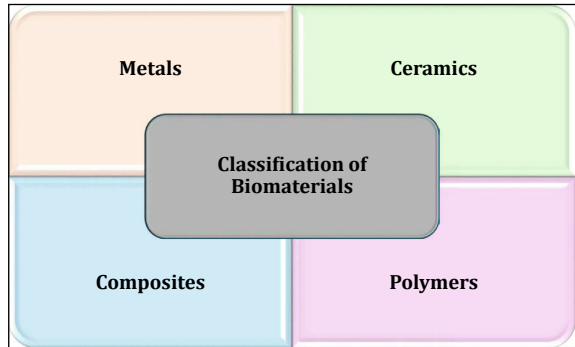 Metals
Ceramics
Classification of
Biomaterials
Composites
Polymers